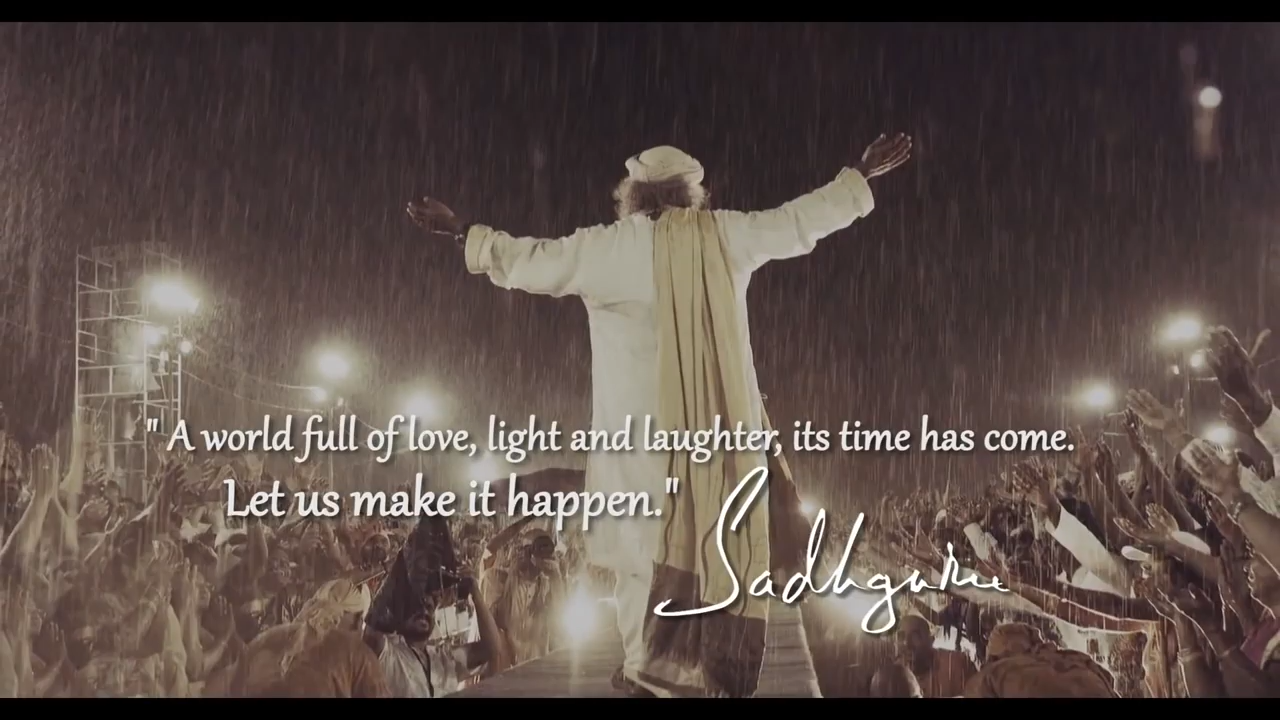 " A world full of love, light and laughter, its time has come.
Let us make it happen."
Sadhguru